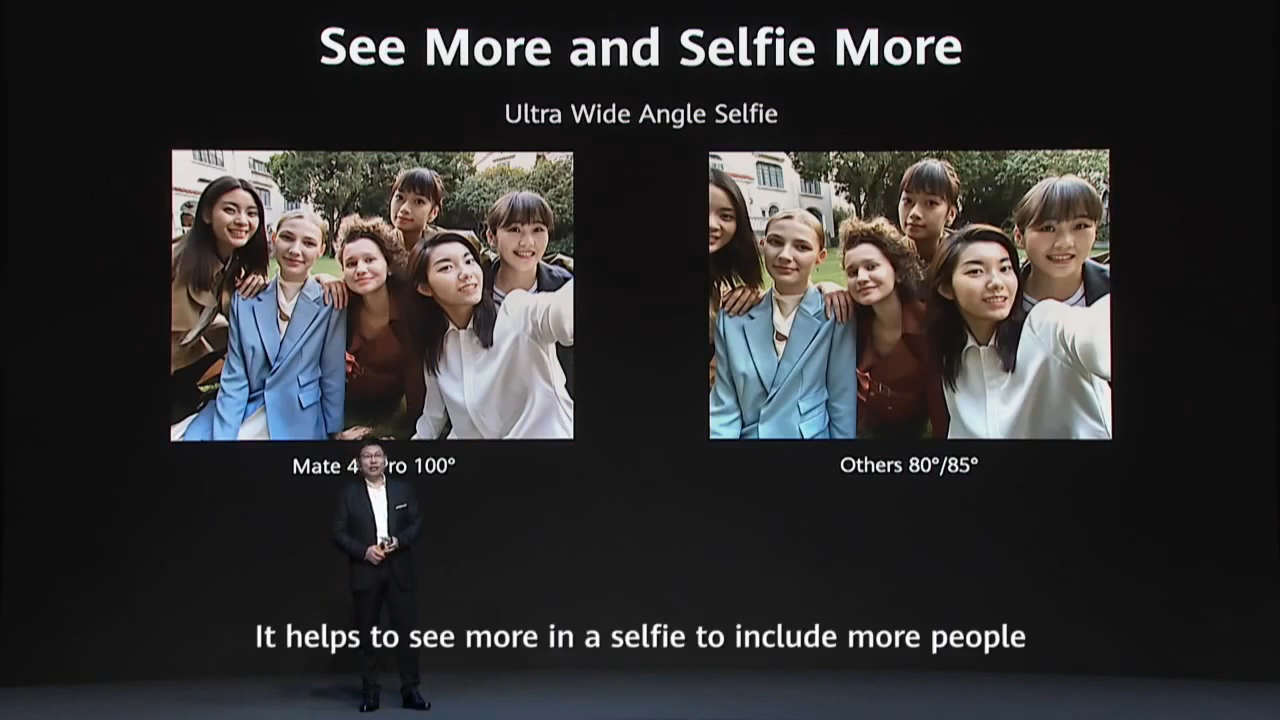 See More and Selfie More
Ultra Wide Angle Selfie
Mate 4 Pro 100°
Others 80°/85°
It helps to see more in a selfie to include more people